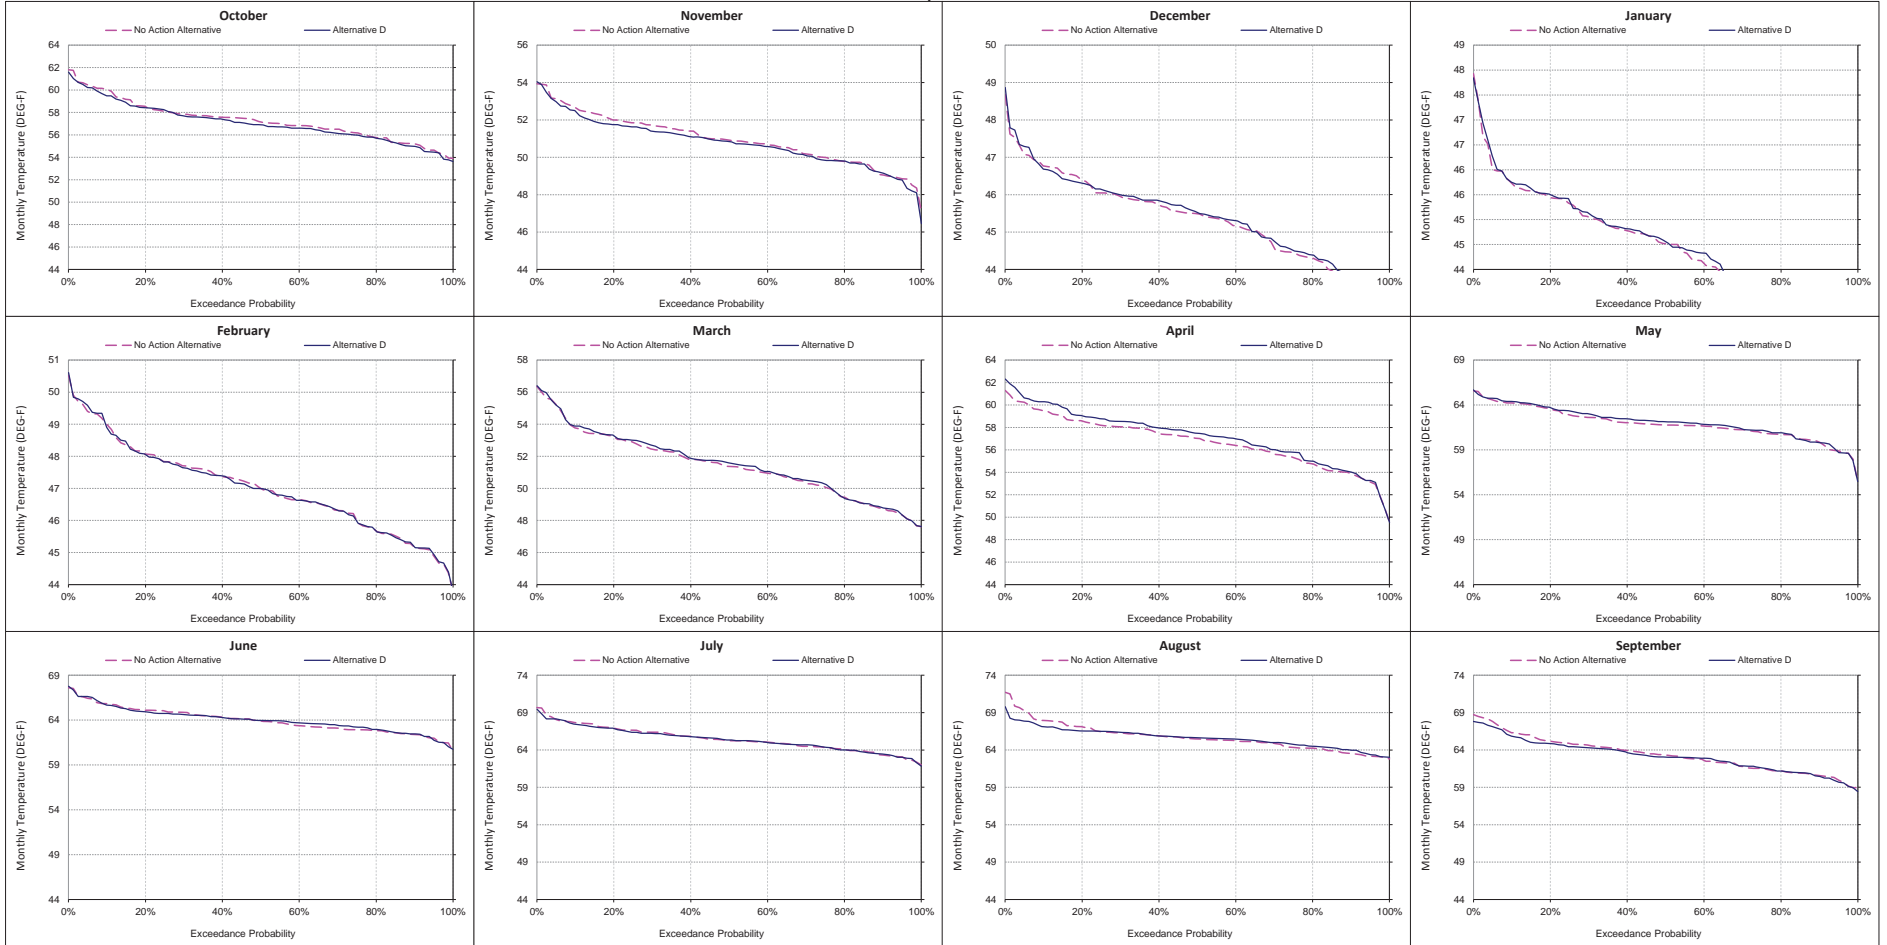 October
No Action Alternative Alternative D
64
62
60
58
56
54
52
50
48
46
44
0% 20% 40% 60% 80% 100%
Monthly Temperature (DEG-F)
Exceedance Probability
November
No Action Alternative Alternative D
56
54
52
50
48
46
44
0% 20% 40% 60% 80% 100%
Monthly Temperature (DEG-F)
Exceedance Probability
December
No Action Alternative Alternative D
50
49
48
47
46
45
44
0% 20% 40% 60% 80% 100%
Monthly Temperature (DEG-F)
Exceedance Probability
January
No Action Alternative Alternative D
49
48
48
47
47
46
46
45
45
44
0% 20% 40% 60% 80% 100%
Monthly Temperature (DEG-F)
Exceedance Probability
February
No Action Alternative Alternative D
51
50
49
48
47
46
45
44
0% 20% 40% 60% 80% 100%
Monthly Temperature (DEG-F)
Exceedance Probability
March
No Action Alternative Alternative D
58
56
54
52
50
48
46
44
0% 20% 40% 60% 80% 100%
Monthly Temperature (DEG-F)
Exceedance Probability
April
No Action Alternative Alternative D
64
62
60
58
56
54
52
50
48
46
44
0% 20% 40% 60% 80% 100%
Monthly Temperature (DEG-F)
Exceedance Probability
May
No Action Alternative Alternative D
69
64
59
54
49
44
0% 20% 40% 60% 80% 100%
Monthly Temperature (DEG-F)
Exceedance Probability
June
No Action Alternative Alternative D
69
64
59
54
49
44
0% 20% 40% 60% 80% 100%
Monthly Temperature (DEG-F)
Exceedance Probability
July
No Action Alternative Alternative D
74
69
64
59
54
49
44
0% 20% 40% 60% 80% 100%
Monthly Temperature (DEG-F)
Exceedance Probability
August
No Action Alternative Alternative D
74
69
64
59
54
49
44
0% 20% 40% 60% 80% 100%
Monthly Temperature (DEG-F)
Exceedance Probability
September
No Action Alternative Alternative D
74
69
64
59
54
49
44
0% 20% 40% 60% 80% 100%
Monthly Temperature (DEG-F)
Exceedance Probability